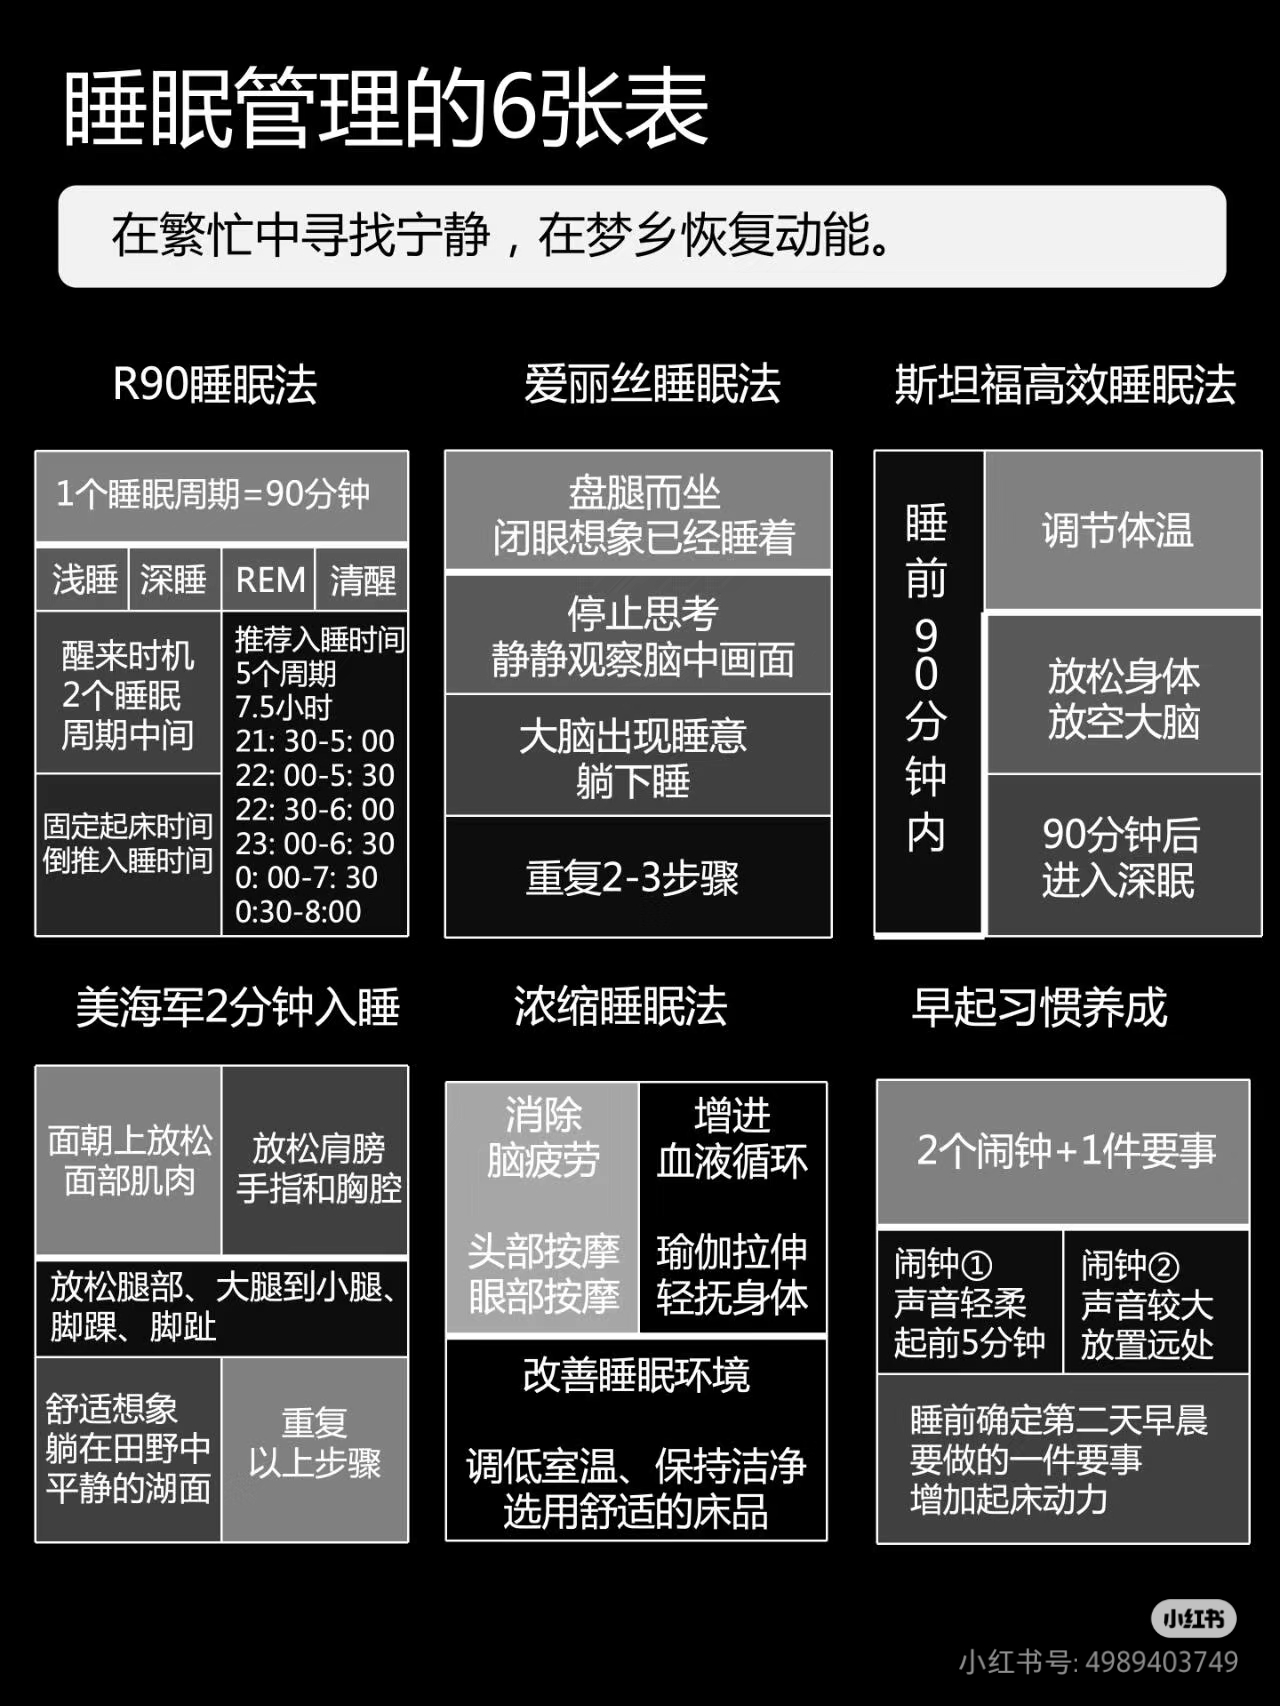 睡眠管理的6张表
在繁忙中寻找宁静，在梦乡恢复动能。
R90睡眠法
1个睡眠周期=90分钟
浅睡
深睡
REM
清醒
醒来时机
2个睡眠
周期中间
固定起床时间
倒推入睡时间
推荐入睡时间
5个周期
7.5小时
21: 30-5: 00
22: 00-5: 30
22: 30-6: 00
23: 00-6: 30
0: 00-7: 30
0:30-8:00
爱丽丝睡眠法
盘腿而坐
闭眼想象已经睡着
停止思考
静静观察脑中画面
大脑出现睡意
躺下睡
重复2-3步骤
斯坦福高效睡眠法
睡前90分钟内
调节体温
放松身体
放空大脑
90分钟后
进入深眠
美海军2分钟入睡
面朝上放松
面部肌肉
放松肩膀
手指和胸腔
放松腿部、大腿到小腿、
脚踝、脚趾
舒适想象
躺在田野中
平静的湖面
重复
以上步骤
浓缩睡眠法
消除
脑疲劳
头部按摩
眼部按摩
增进
血液循环
瑜伽拉伸
轻抚身体
改善睡眠环境
调低室温、保持洁净
选用舒适的床品
早起习惯养成
2个闹钟+1件要事
闹钟①
声音轻柔
起前5分钟
闹钟②
声音较大
放置远处
睡前确定第二天早晨
要做的一件要事
增加起床动力
小红书
小红书号: 4989403749